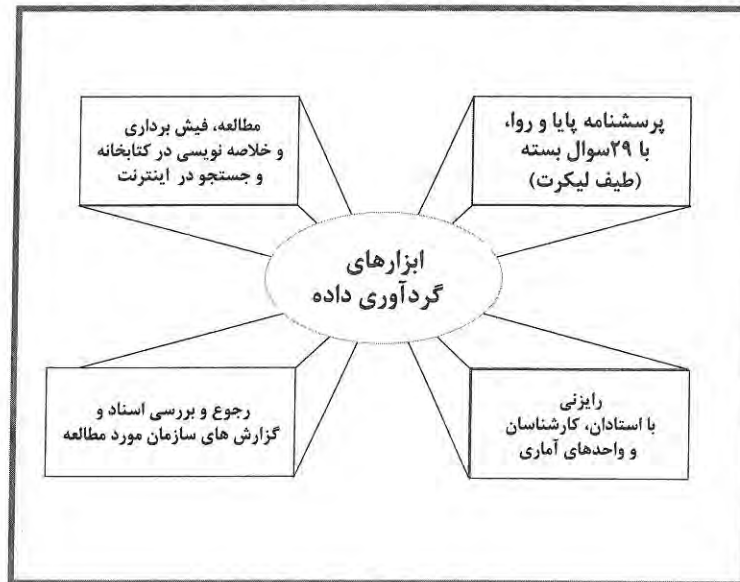 پرسشنامه پایا و روا،
با ۲۹سوال بسته
(طیف لیکرت)
مطالعه، فیش برداری
و خلاصه نویسی در کتابخانه
و جستجو در اینترنت
ابزارهای
گردآوری داده
رایزنی
با استادان، کارشناسان
و واحدهای آماری
رجوع و بررسی اسناد و
گزارش های سازمان مورد مطالعه